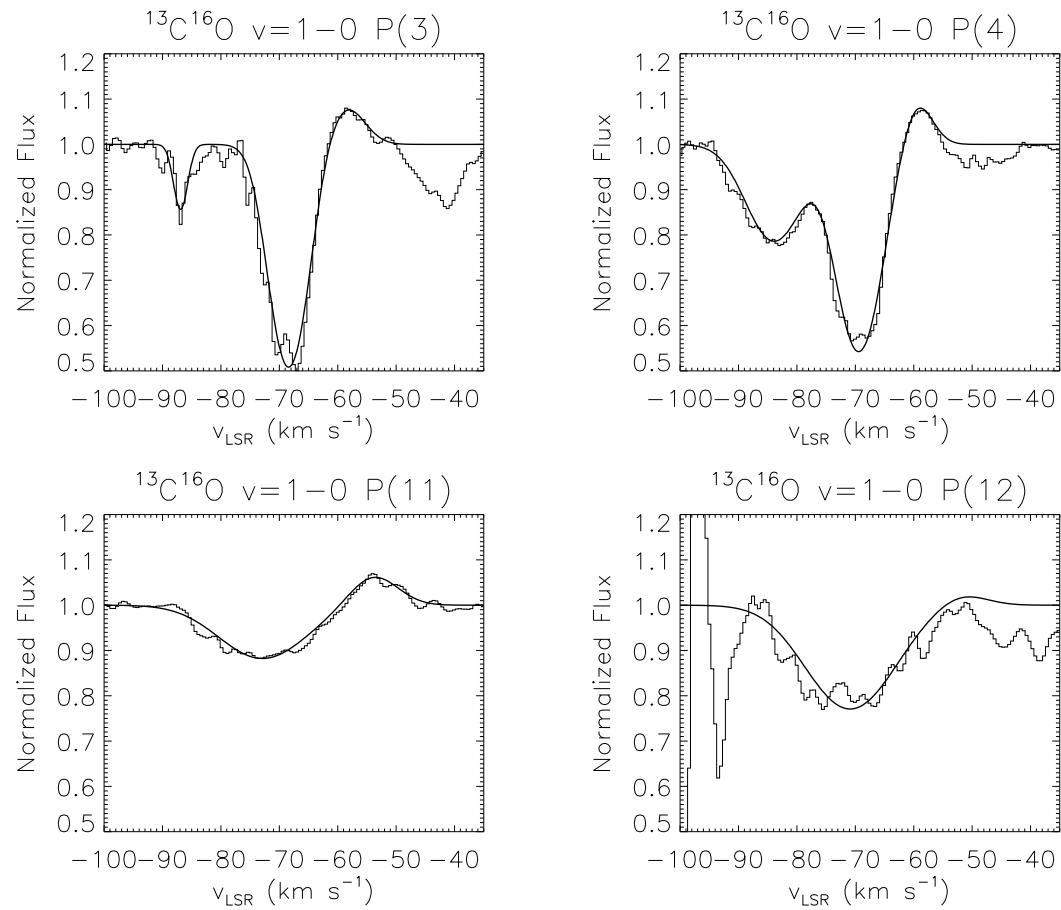 ¹³C¹⁶O v=1−0 P(3)
1.2
1.1
1.0
0.9
0.8
0.7
0.6
0.5
Normalized Flux
−100−90 −80 −70 −60 −50 −40
v_LSR (km s⁻¹)
¹³C¹⁶O v=1−0 P(4)
1.2
1.1
1.0
0.9
0.8
0.7
0.6
0.5
Normalized Flux
−100−90 −80 −70 −60 −50 −40
v_LSR (km s⁻¹)
¹³C¹⁶O v=1−0 P(11)
1.2
1.1
1.0
0.9
0.8
0.7
0.6
0.5
Normalized Flux
−100−90 −80 −70 −60 −50 −40
v_LSR (km s⁻¹)
¹³C¹⁶O v=1−0 P(12)
1.2
1.1
1.0
0.9
0.8
0.7
0.6
0.5
Normalized Flux
−100−90 −80 −70 −60 −50 −40
v_LSR (km s⁻¹)